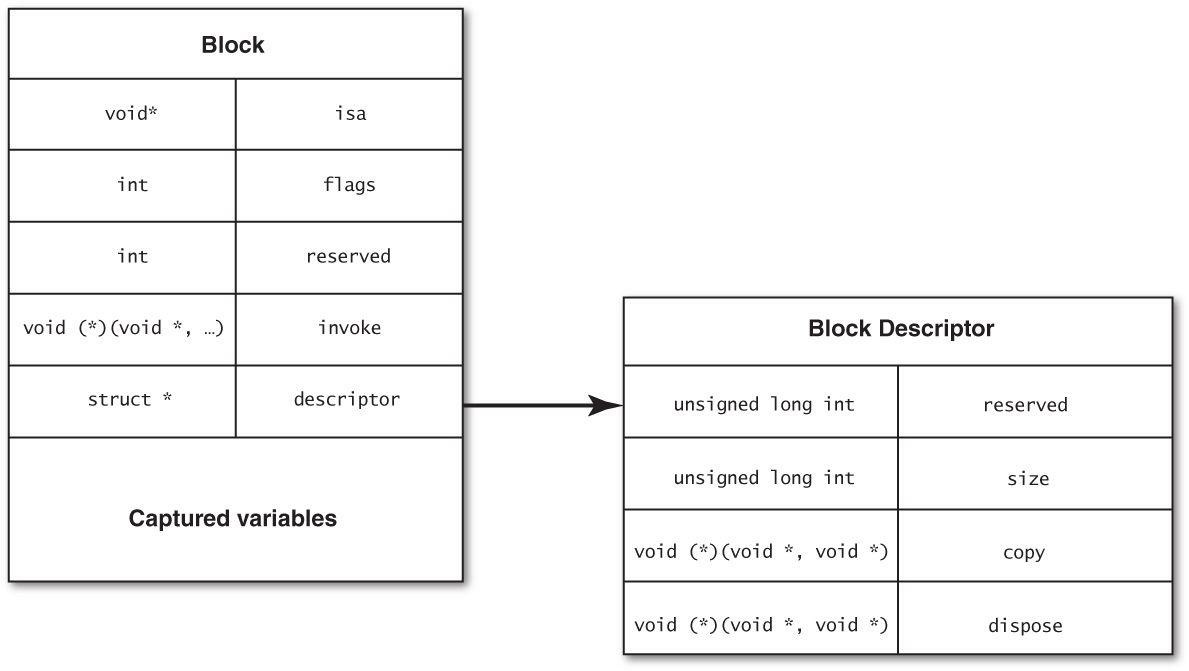 Block
void* isa
int flags
int reserved
void (*)(void *, …) invoke
struct * descriptor
Captured variables
Block Descriptor
unsigned long int reserved
unsigned long int size
void (*)(void *, void *) copy
void (*)(void *, void *) dispose